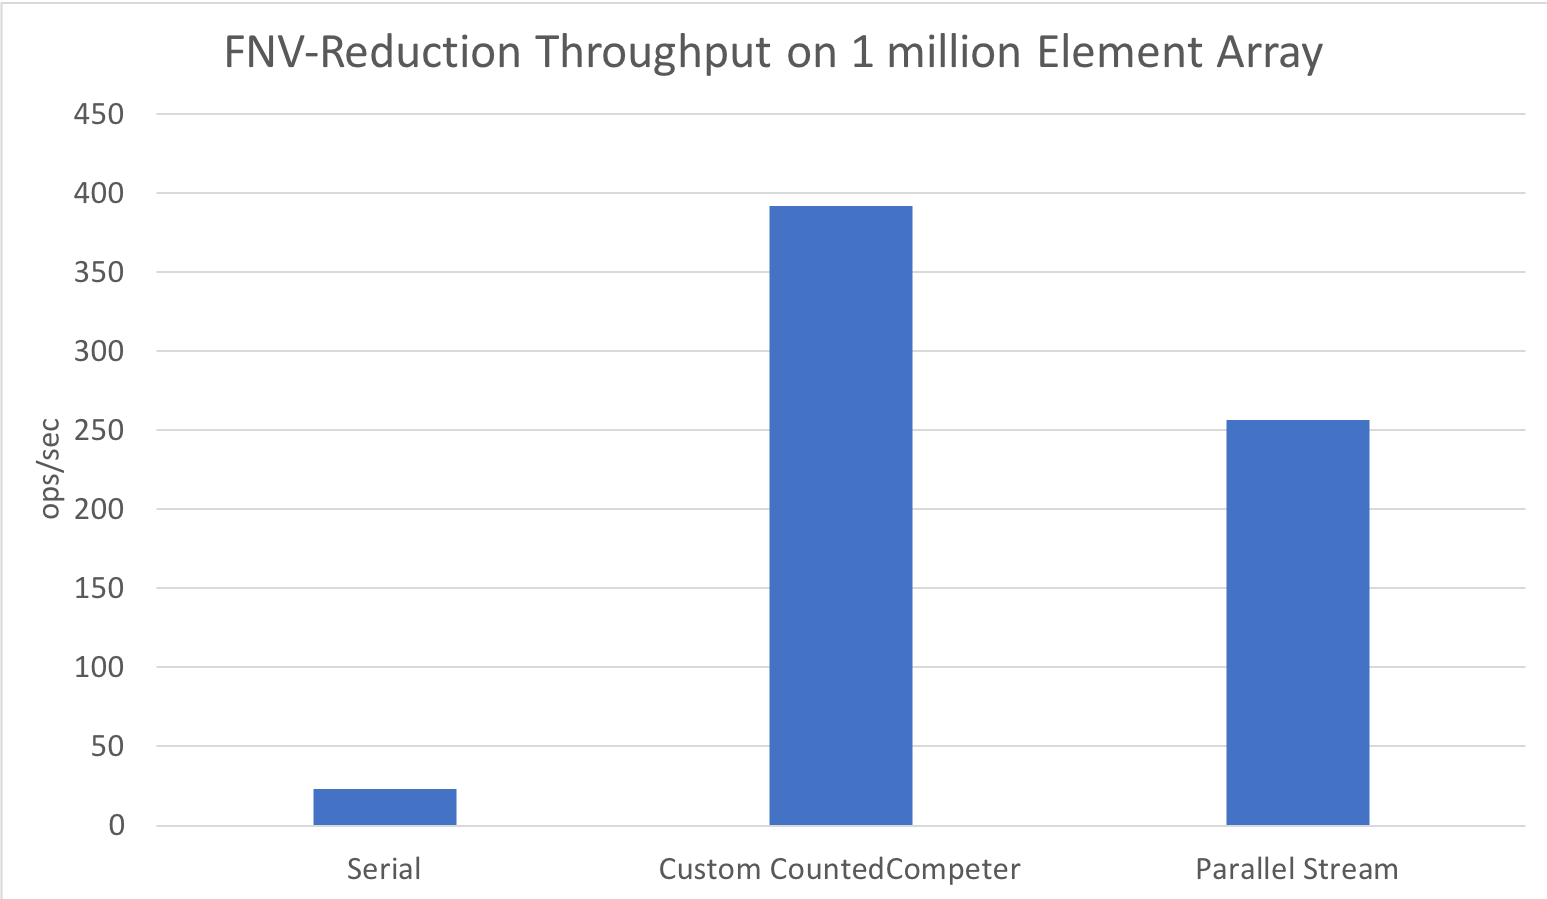 FNV-Reduction Throughput on 1 million Element Array
450
400
350
300
250
200
150
100
50
0
ops/sec
Serial
Custom CountedCompeter
Parallel Stream